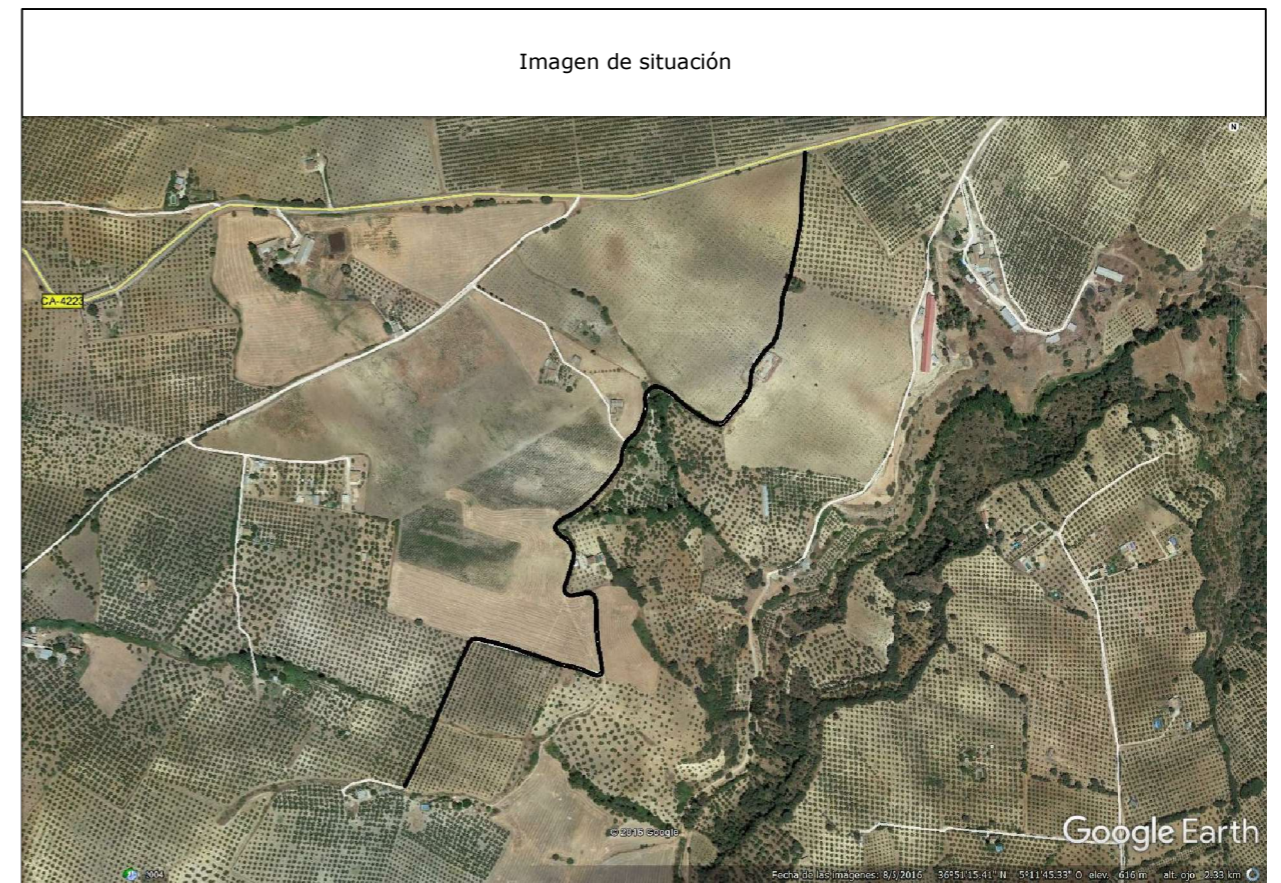 Imagen de situación
N
CA-4223
© 2016 Google
Google Earth
2004
Fecha de las imágenes: 8/5/2016 36°51'15.41" N 5°11'45.33" O elev. 616 m alt. ojo 2.33 km